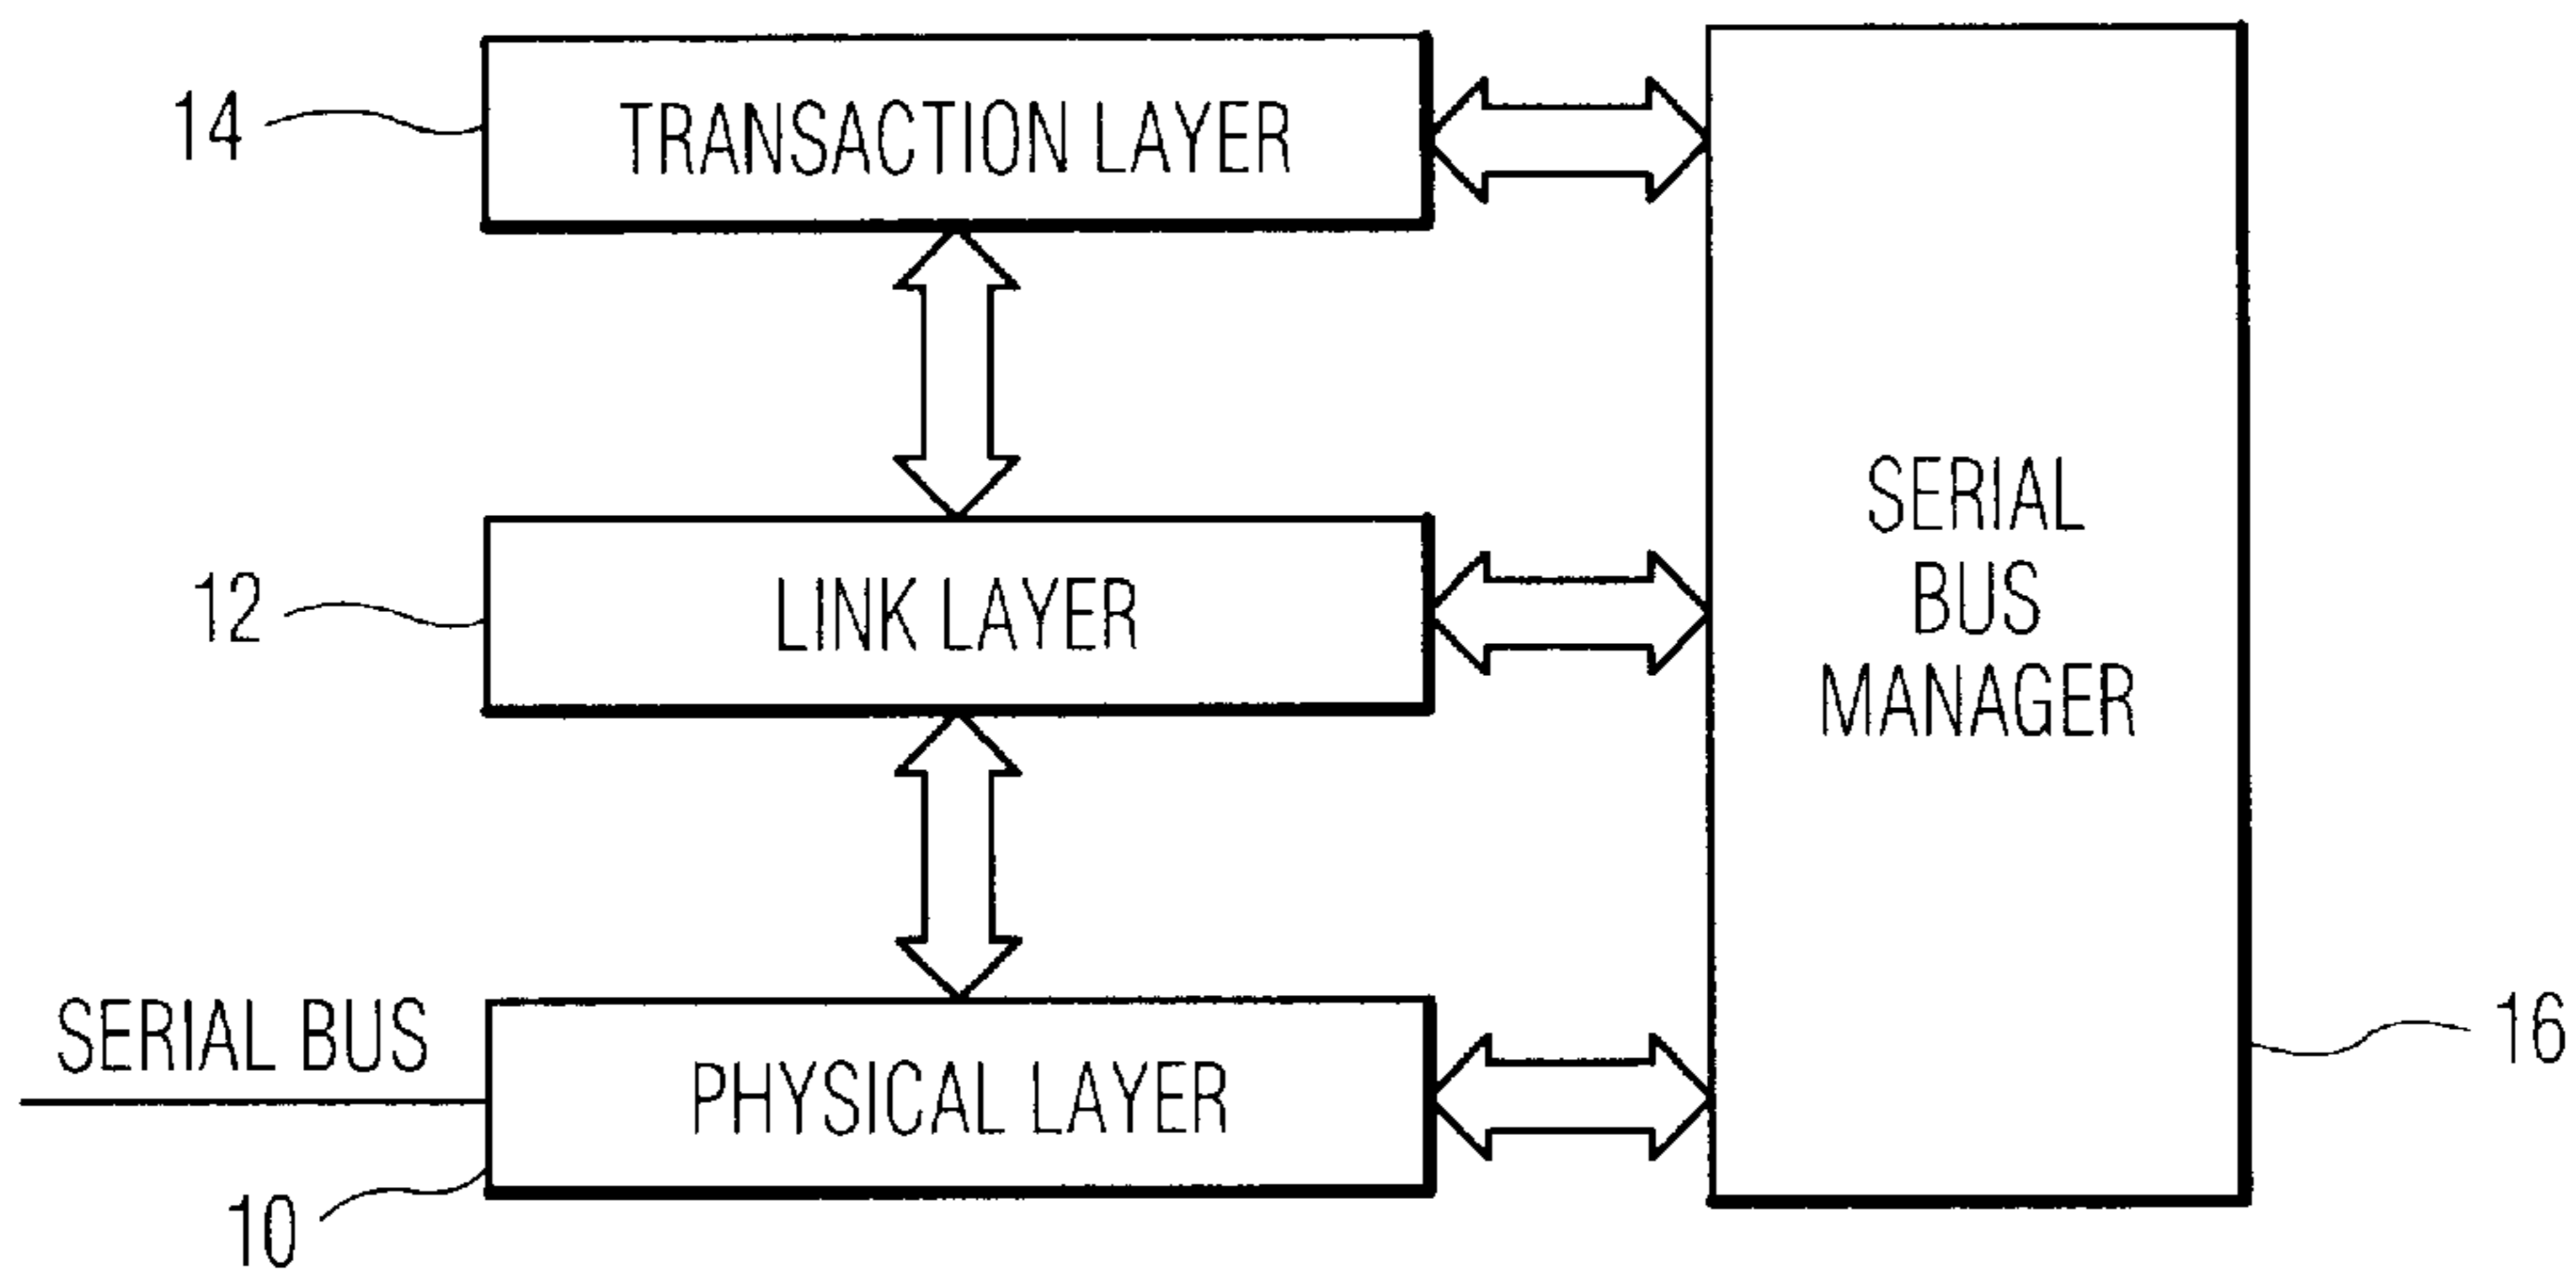 14
TRANSACTION LAYER
12
LINK LAYER
SERIAL
BUS
MANAGER
SERIAL BUS
PHYSICAL LAYER
10
16